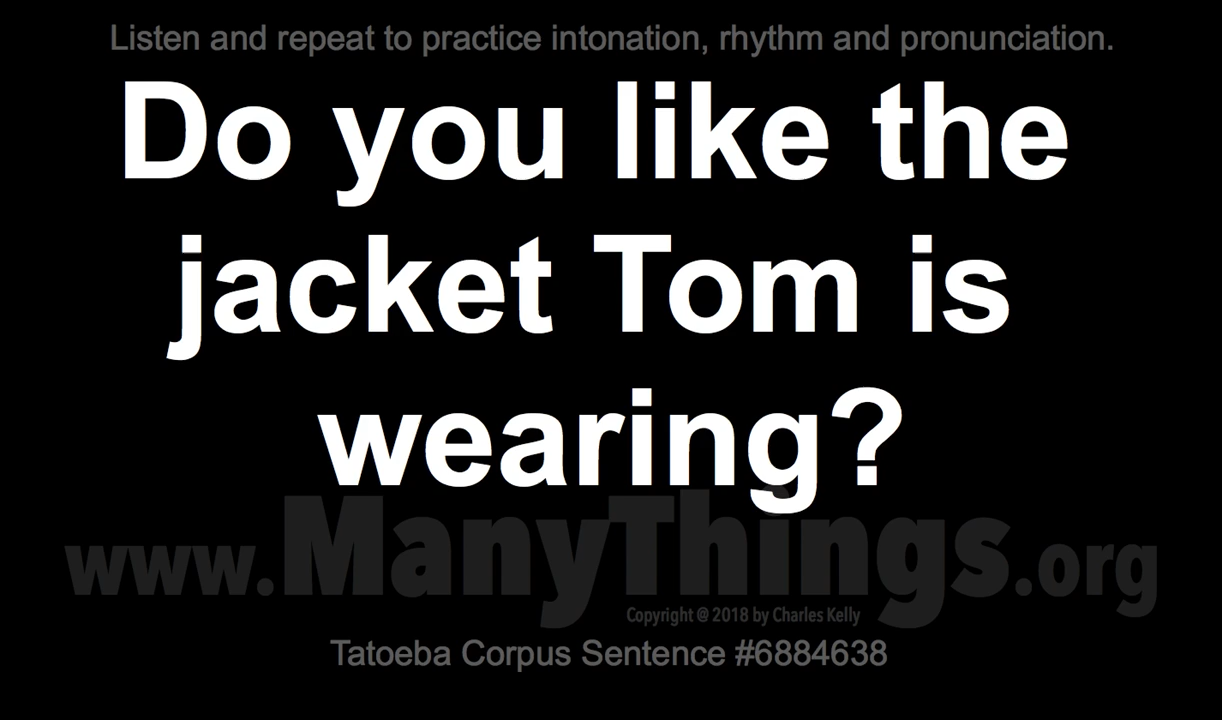 Listen and repeat to practice intonation, rhythm and pronunciation.
Do you like the
jacket Tom is
wearing?
www.ManyThings.org
Copyright @ 2018 by Charles Kelly
Tatoeba Corpus Sentence #6884638